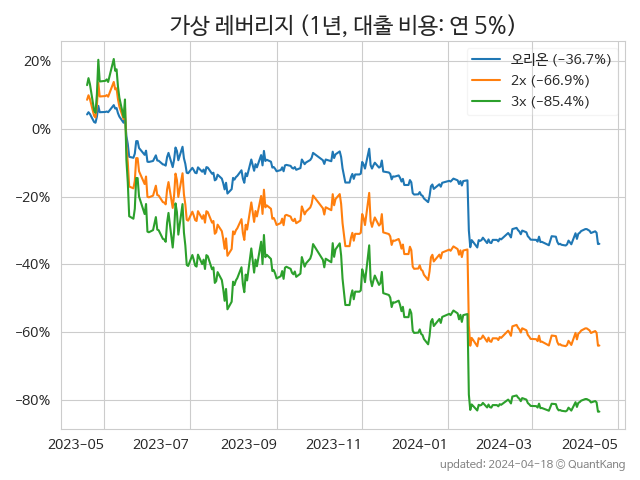 가상 레버리지 (1년, 대출 비용: 연 5%)
오리온 (−36.7%)
2x (−66.9%)
3x (−85.4%)
20%
0%
−20%
−40%
−60%
−80%
2023-05 2023-07 2023-09 2023-11 2024-01 2024-03 2024-05
updated: 2024-04-18 © QuantKang